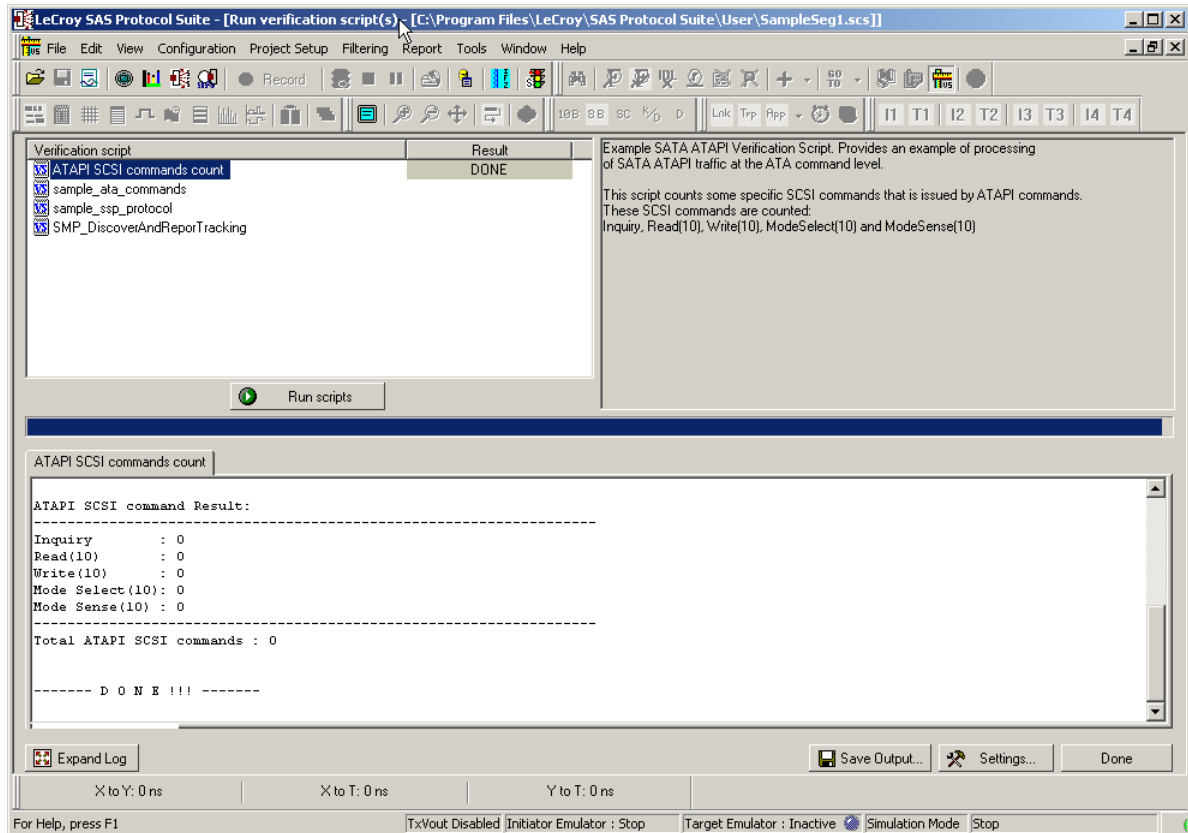 LeCroy SAS Protocol Suite - [Run verification script(s) - [C:\Program Files\LeCroy\SAS Protocol Suite\User\SampleSeg1.scs]]
File Edit View Configuration Project Setup Filtering Report Tools Window Help
Record
GO TO
10B 8B SC K/D D Lnk Trp App I1 T1 I2 T2 I3 T3 I4 T4
Verification script Result
ATAPI SCSI commands count DONE
sample_ata_commands
sample_ssp_protocol
SMP_DiscoverAndReporTracking
Example SATA ATAPI Verification Script. Provides an example of processing
of SATA ATAPI traffic at the ATA command level.
This script counts some specific SCSI commands that is issued by ATAPI commands.
These SCSI commands are counted:
Inquiry, Read(10), Write(10), ModeSelect(10) and ModeSense(10)
Run scripts
ATAPI SCSI commands count
ATAPI SCSI command Result:
--------------------------------------------------------------------
Inquiry : 0
Read(10) : 0
Write(10) : 0
Mode Select(10): 0
Mode Sense(10) : 0
--------------------------------------------------------------------
Total ATAPI SCSI commands : 0
------- D O N E !!! -------
Expand Log Save Output... Settings... Done
X to Y: 0 ns X to T: 0 ns Y to T: 0 ns
For Help, press F1 TxVout Disabled Initiator Emulator : Stop Target Emulator : Inactive Simulation Mode Stop